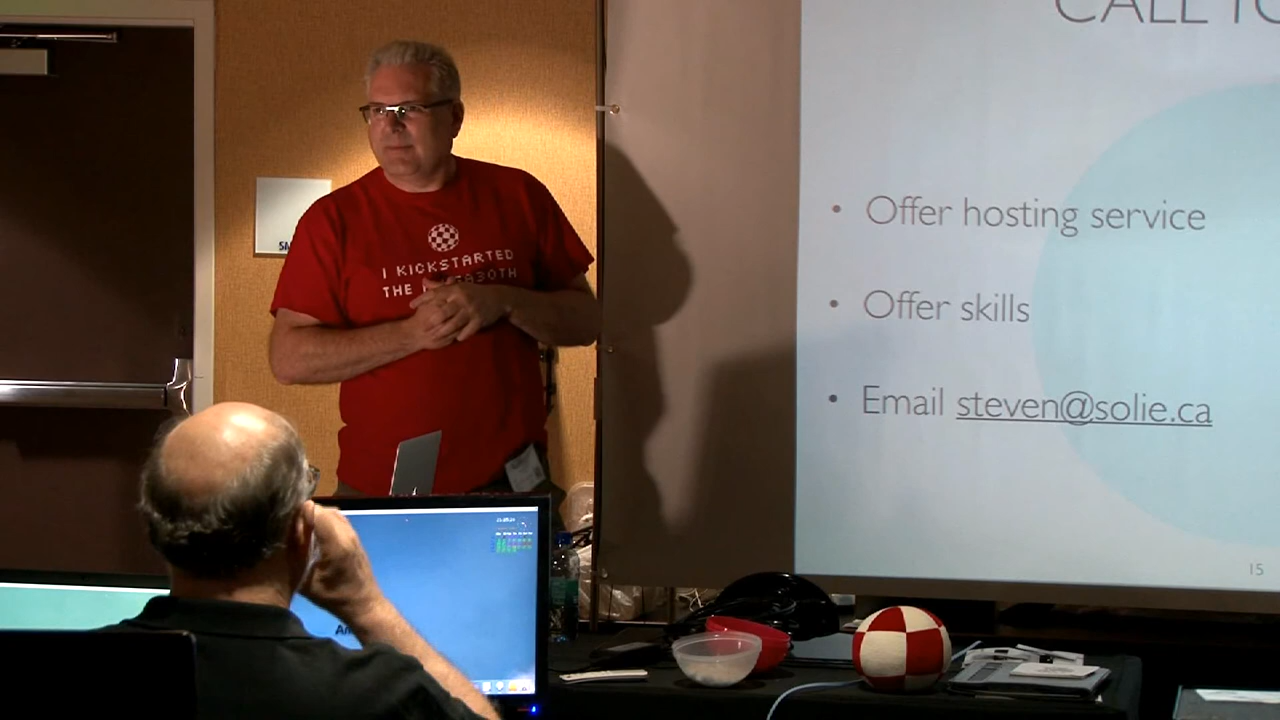 CALL
• Offer hosting service
• Offer skills
• Email steven@solie.ca
15
I KICKSTARTED
THE